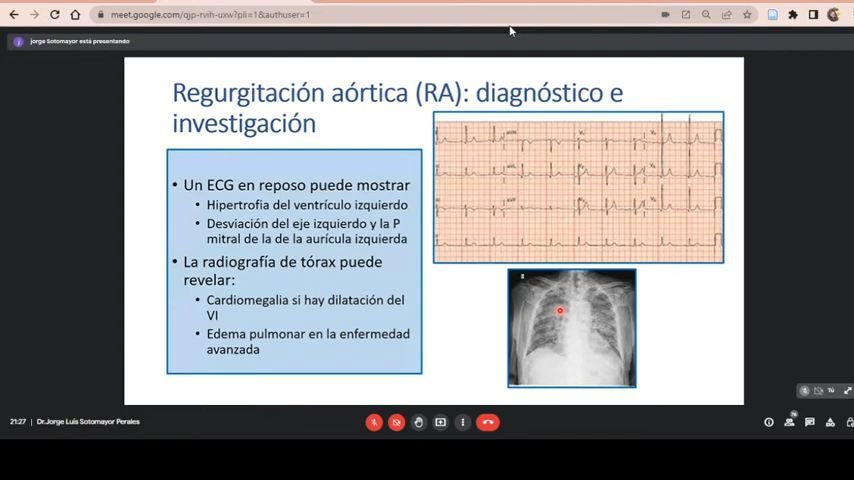 meet.google.com/qjp-rvih-uxw?pli=1&authuser=1
j
jorge Sotomayor está presentando
Regurgitación aórtica (RA): diagnóstico e
investigación
• Un ECG en reposo puede mostrar
• Hipertrofia del ventrículo izquierdo
• Desviación del eje izquierdo y la P
mitral de la de la aurícula izquierda
• La radiografía de tórax puede
revelar:
• Cardiomegalia si hay dilatación del
VI
• Edema pulmonar en la enfermedad
avanzada
Tú
21:27 | Dr.Jorge Luis Sotomayor Perales